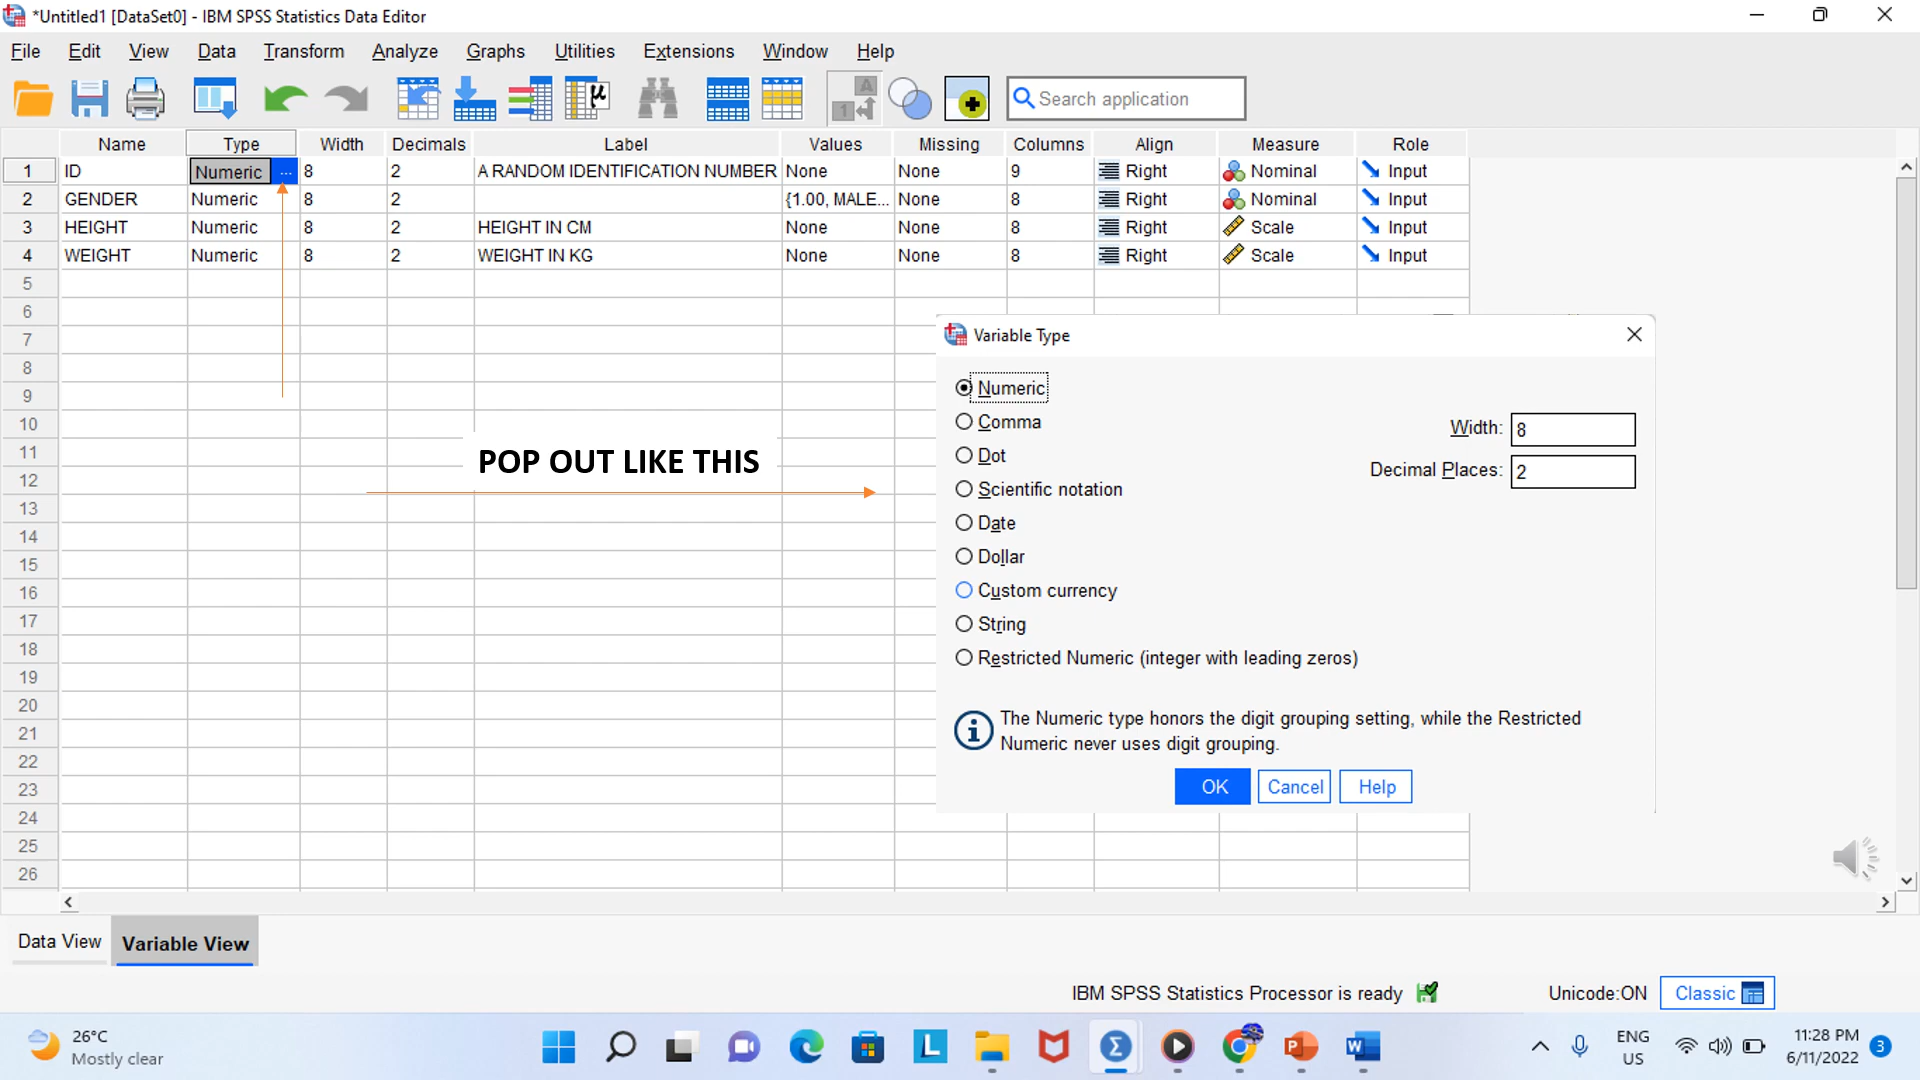 *Untitled1 [DataSet0] - IBM SPSS Statistics Data Editor
File Edit View Data Transform Analyze Graphs Utilities Extensions Window Help
Search application
Name Type Width Decimals Label Values Missing Columns Align Measure Role
1 ID Numeric ... 8 2 A RANDOM IDENTIFICATION NUMBER None None 9 Right Nominal Input
2 GENDER Numeric 8 2 {1.00, MALE... None 8 Right Nominal Input
3 HEIGHT Numeric 8 2 HEIGHT IN CM None None 8 Right Scale Input
4 WEIGHT Numeric 8 2 WEIGHT IN KG None None 8 Right Scale Input
5
6
7
8
9
10
11
12
13
14
15
16
17
18
19
20
21
22
23
24
25
26
POP OUT LIKE THIS
Variable Type
Numeric
Comma
Dot
Scientific notation
Date
Dollar
Custom currency
String
Restricted Numeric (integer with leading zeros)
Width: 8
Decimal Places: 2
The Numeric type honors the digit grouping setting, while the Restricted
Numeric never uses digit grouping.
OK Cancel Help
Data View Variable View
IBM SPSS Statistics Processor is ready Unicode:ON Classic
26°C
Mostly clear
ENG
US
11:28 PM
6/11/2022
3